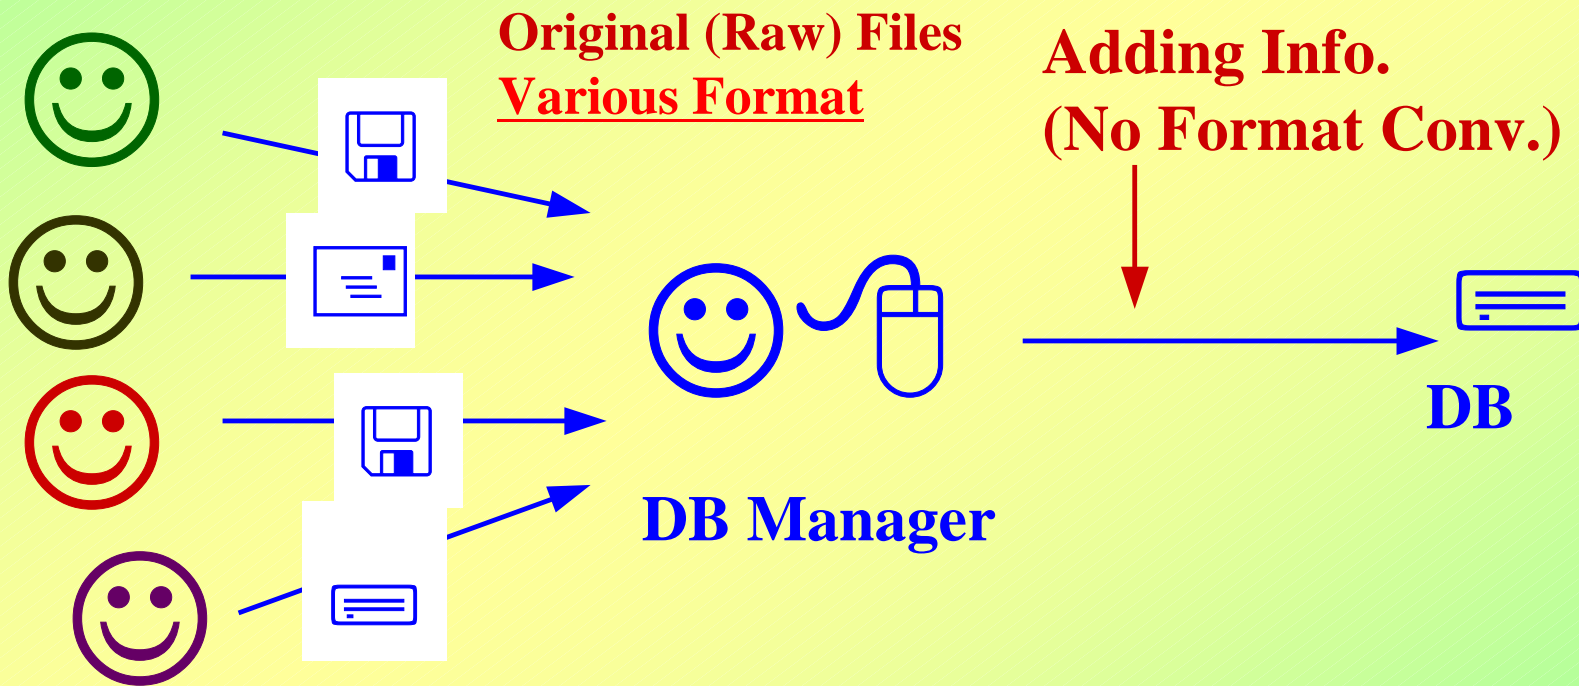 Original (Raw) Files
Various Format
Adding Info.
(No Format Conv.)
DB Manager
DB